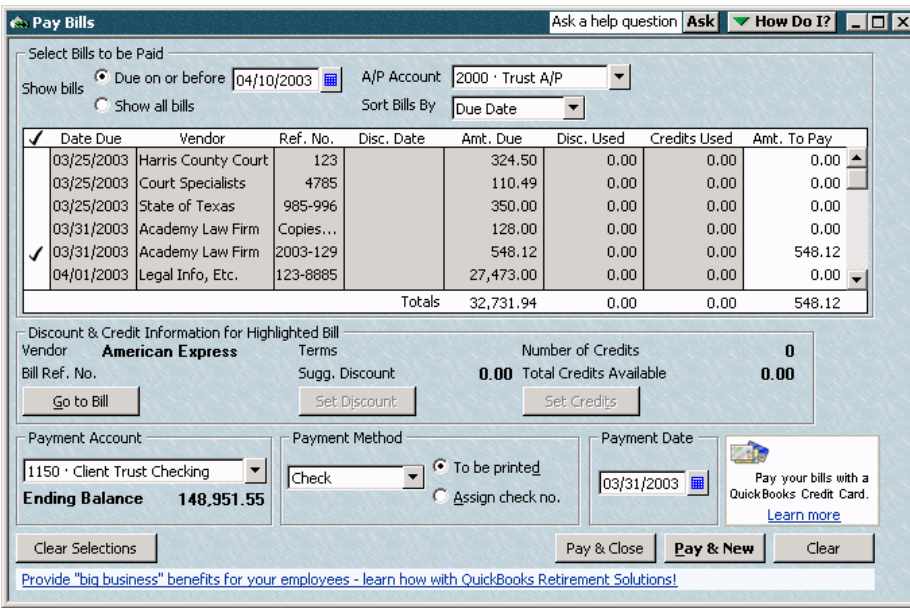 Pay Bills Ask a help question Ask How Do I?
Select Bills to be Paid
Show bills Due on or before 04/10/2003 A/P Account 2000 · Trust A/P
Show all bills Sort Bills By Due Date
Date Due Vendor Ref. No. Disc. Date Amt. Due Disc. Used Credits Used Amt. To Pay
03/25/2003 Harris County Court 123 324.50 0.00 0.00 0.00
03/25/2003 Court Specialists 4785 110.49 0.00 0.00 0.00
03/25/2003 State of Texas 985-996 350.00 0.00 0.00 0.00
03/31/2003 Academy Law Firm Copies... 128.00 0.00 0.00 0.00
03/31/2003 Academy Law Firm 2003-129 548.12 0.00 0.00 548.12
04/01/2003 Legal Info, Etc. 123-8885 27,473.00 0.00 0.00 0.00
Totals 32,731.94 0.00 0.00 548.12
Discount & Credit Information for Highlighted Bill
Vendor American Express Terms Number of Credits 0
Bill Ref. No. Sugg. Discount 0.00 Total Credits Available 0.00
Go to Bill Set Discount Set Credits
Payment Account Payment Method Payment Date
1150 · Client Trust Checking Check To be printed 03/31/2003 Pay your bills with a
Ending Balance 148,951.55 Assign check no. QuickBooks Credit Card.
Learn more
Clear Selections Pay & Close Pay & New Clear
Provide "big business" benefits for your employees - learn how with QuickBooks Retirement Solutions!